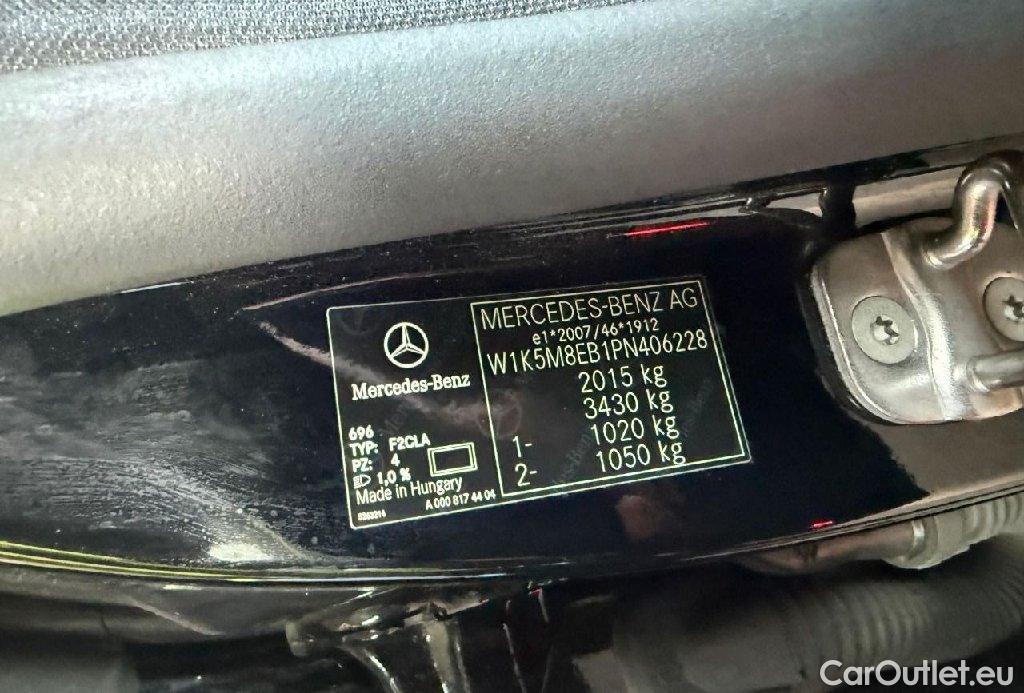 Mercedes-Benz
696
TYP: F2CLA
PZ: 4
1,0 %
Made in Hungary
A 000 817 44 04
MERCEDES-BENZ AG
e1*2007/46*1912
W1K5M8EB1PN406228
2015 kg
3430 kg
1- 1020 kg
2- 1050 kg
CarOutlet.eu